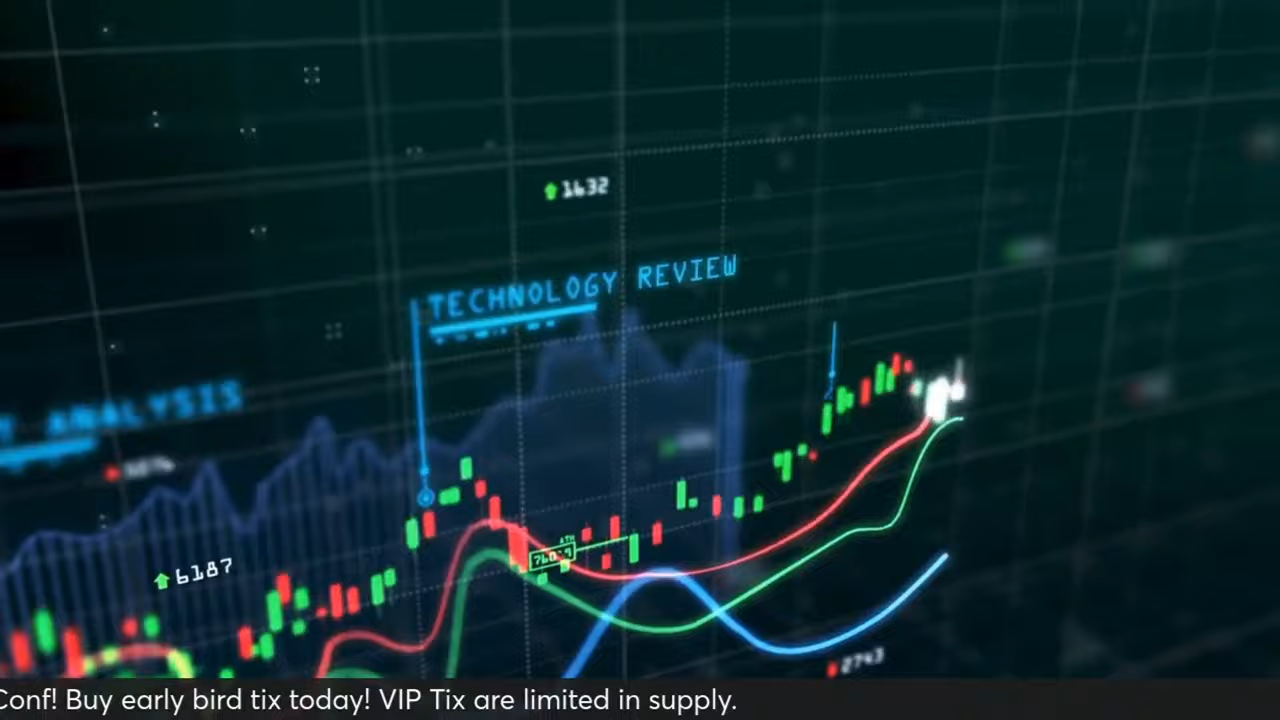 1632
TECHNOLOGY REVIEW
ANALYSIS
6187
2743
Conf! Buy early bird tix today! VIP Tix are limited in supply.